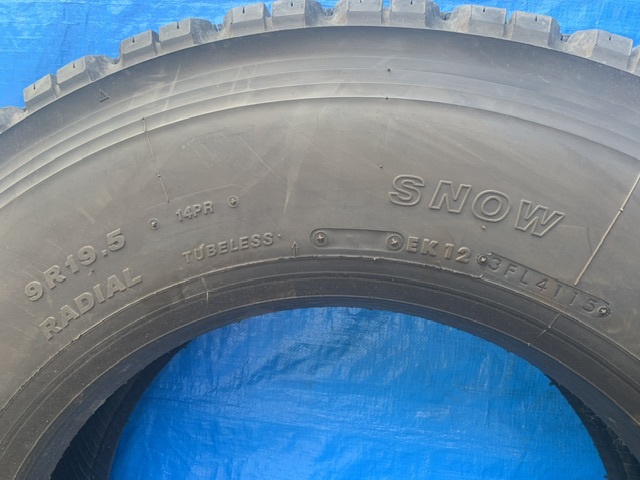 SNOW
14PR
9R19.5
TUBELESS
EK12
3FL4115
RADIAL